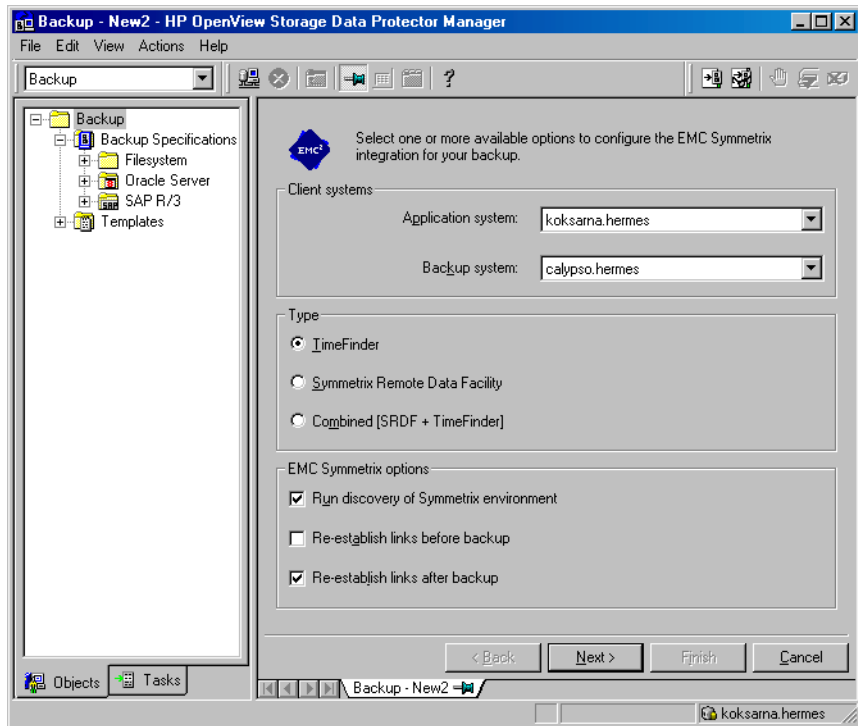 Backup - New2 - HP OpenView Storage Data Protector Manager
File Edit View Actions Help
Backup
Backup
Backup Specifications
Filesystem
Oracle Server
SAP R/3
Templates
EMC²
Select one or more available options to configure the EMC Symmetrix
integration for your backup.
Client systems
Application system: koksarna.hermes
Backup system: calypso.hermes
Type
TimeFinder
Symmetrix Remote Data Facility
Combined [SRDF + TimeFinder]
EMC Symmetrix options
Run discovery of Symmetrix environment
Re-establish links before backup
Re-establish links after backup
< Back Next > Finish Cancel
Objects Tasks
Backup - New2
koksarna.hermes